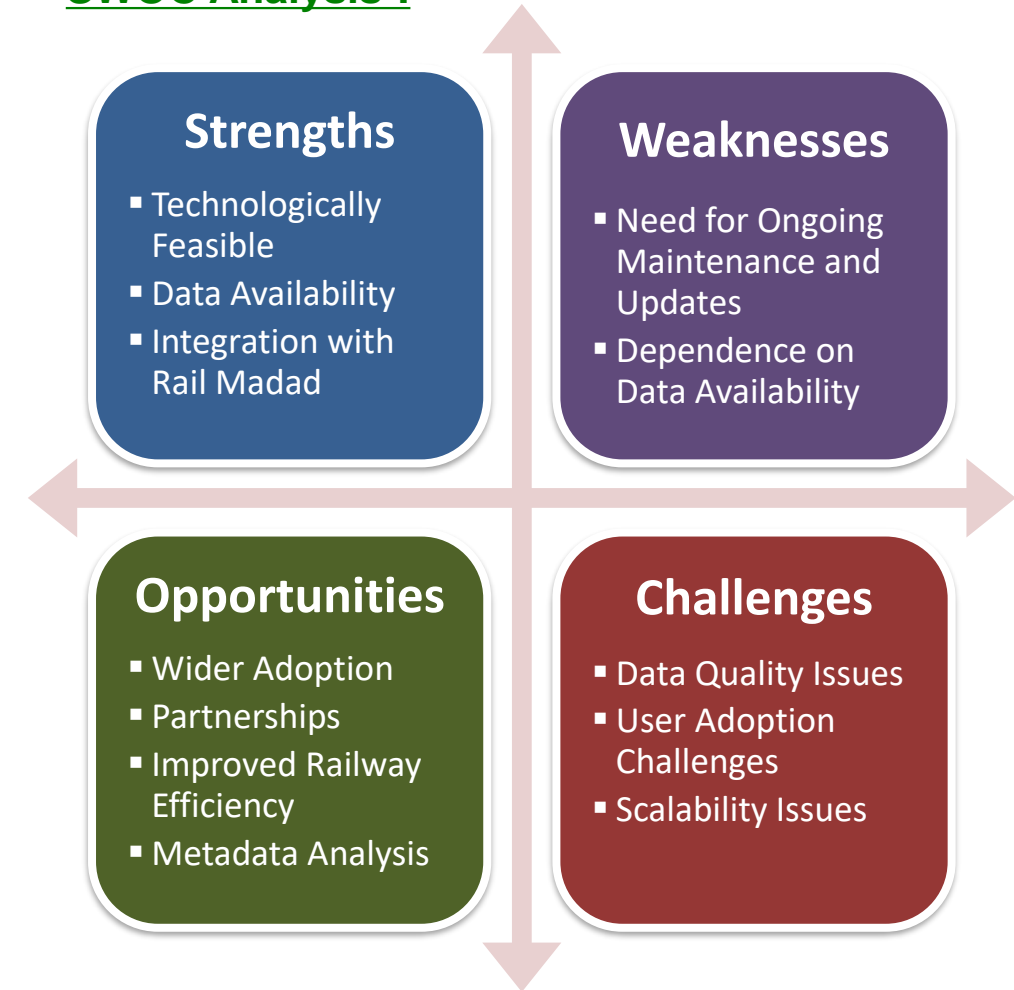 SWOC Analysis :
Strengths
▪ Technologically
Feasible
▪ Data Availability
▪ Integration with
Rail Madad
Weaknesses
▪ Need for Ongoing
Maintenance and
Updates
▪ Dependence on
Data Availability
Opportunities
▪ Wider Adoption
▪ Partnerships
▪ Improved Railway
Efficiency
▪ Metadata Analysis
Challenges
▪ Data Quality Issues
▪ User Adoption
Challenges
▪ Scalability Issues